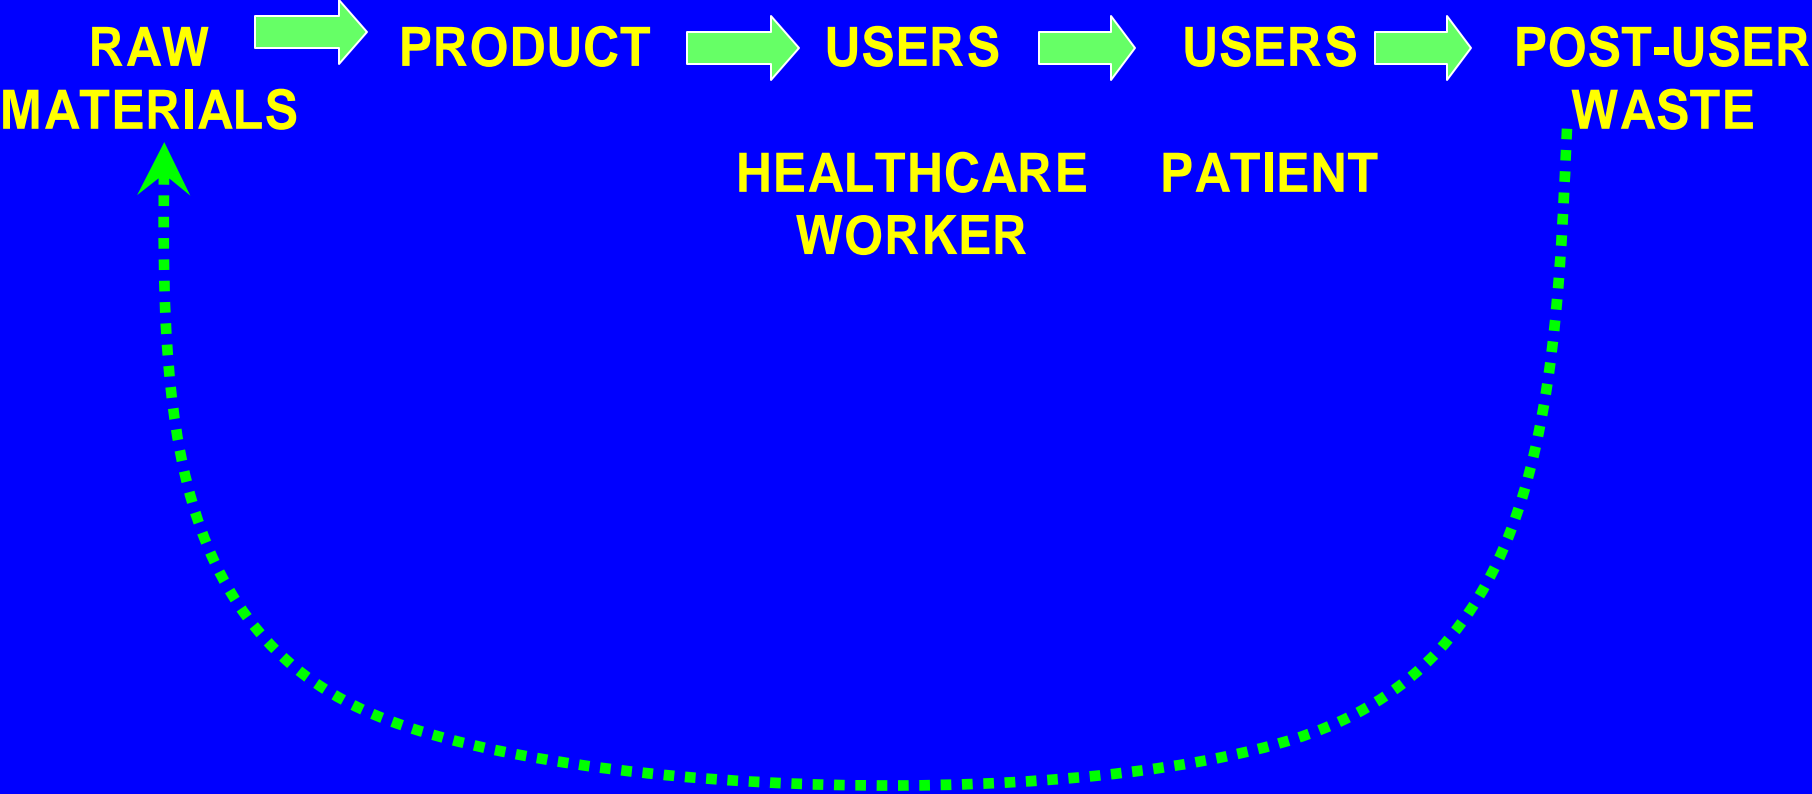 RAW MATERIALS
PRODUCT
USERS
HEALTHCARE
WORKER
USERS
PATIENT
POST-USER
WASTE